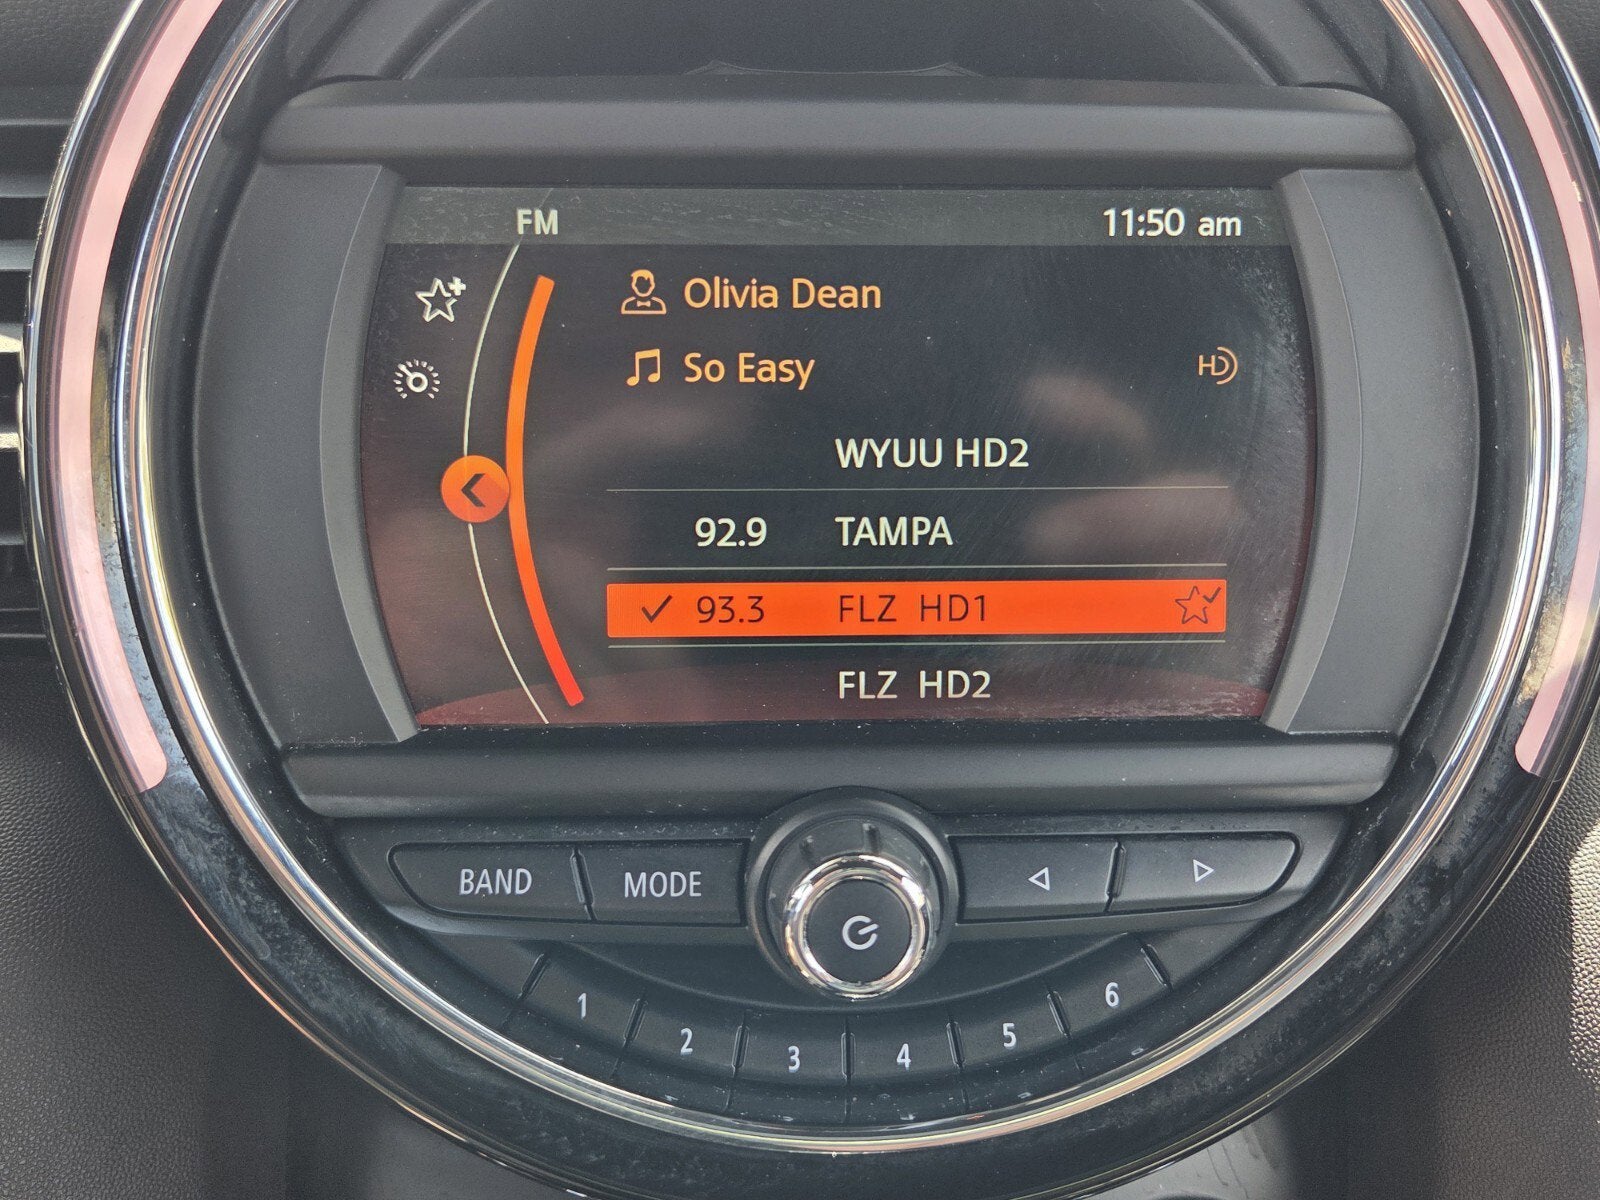 FM 11:50 am
Olivia Dean
So Easy HD
WYUU HD2
92.9 TAMPA
93.3 FLZ HD1
FLZ HD2
BAND MODE
1 2 3 4 5 6